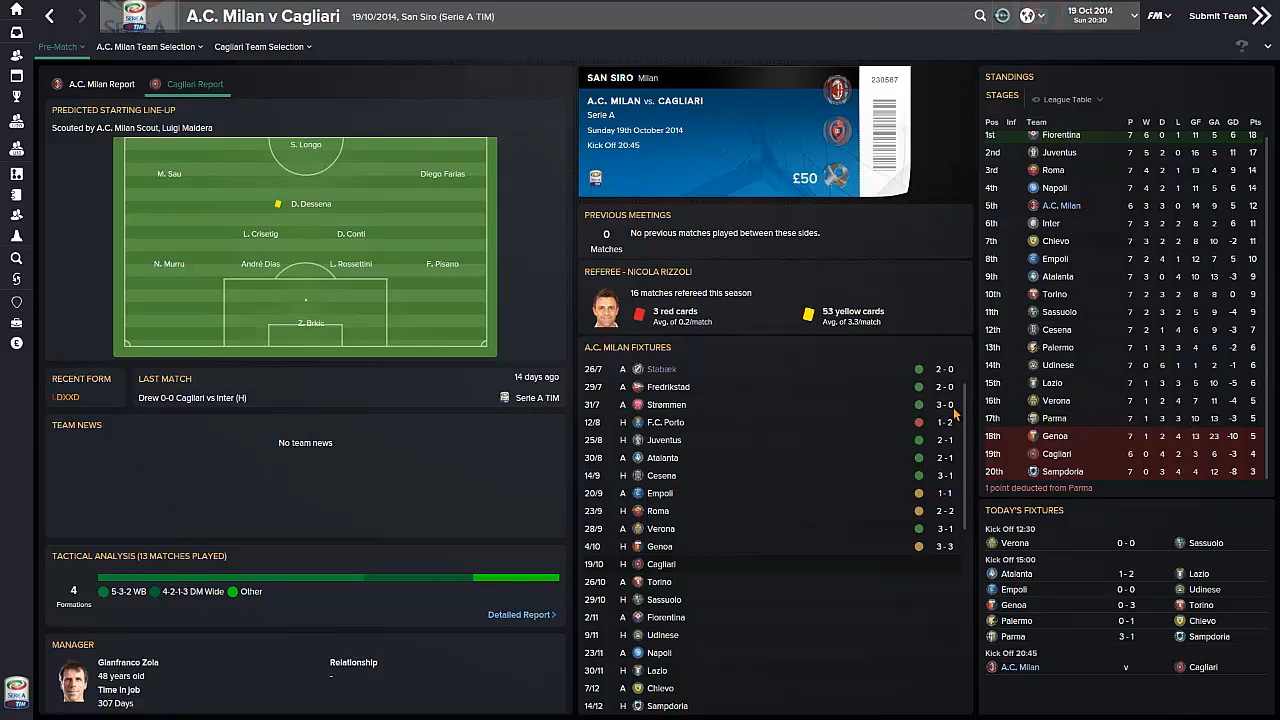 A.C. Milan v Cagliari 19/10/2014, San Siro (Serie A TIM)
19 Oct 2014
Sun 20:30
FM
Submit Team
Pre-Match A.C. Milan Team Selection Cagliari Team Selection
A.C. Milan Report Cagliari Report
PREDICTED STARTING LINE-UP
S. Longo
M. Sau Diego Farias
D. Dessena
L. Crisetig D. Conti
N. Murru André Dias L. Rossettini F. Pisano
Z. Brkic
RECENT FORM
LDXXD
LAST MATCH 14 days ago
Drew 0-0 Cagliari vs Inter (H) Serie A TIM
TEAM NEWS
No team news
TACTICAL ANALYSIS (13 MATCHES PLAYED)
4
Formations
5-3-2 WB 4-2-1-3 DM Wide Other
Detailed Report >
MANAGER
Gianfranco Zola
48 years old
Time in job
307 Days
Relationship
-
SAN SIRO Milan
A.C. MILAN vs. CAGLIARI
Serie A
Sunday 19th October 2014
Kick Off 20:45
£50
230587
PREVIOUS MEETINGS
0
Matches
No previous matches played between these sides.
REFEREE - NICOLA RIZZOLI
16 matches refereed this season
3 red cards
Avg. of 0.2/match
53 yellow cards
Avg. of 3.3/match
A.C. MILAN FIXTURES
26/7 A Stabæk 2 - 0
29/7 A Fredrikstad 2 - 0
31/7 A Strømmen 3 - 0
12/8 H F.C. Porto 1 - 2
25/8 H Juventus 2 - 1
30/8 A Atalanta 2 - 1
14/9 H Cesena 3 - 1
20/9 A Empoli 1 - 1
23/9 H Roma 2 - 2
28/9 A Verona 3 - 1
4/10 H Genoa 3 - 3
19/10 H Cagliari
26/10 A Torino
29/10 H Sassuolo
2/11 A Fiorentina
9/11 H Udinese
23/11 A Napoli
30/11 H Lazio
7/12 A Chievo
14/12 H Sampdoria
STANDINGS
STAGES League Table
Pos Inf Team P W D L GF GA GD Pts
1st Fiorentina 7 6 0 1 11 5 6 18
2nd Juventus 7 5 2 0 16 5 11 17
3rd Roma 7 4 2 1 13 4 9 14
4th Napoli 7 4 2 1 11 5 6 14
5th A.C. Milan 6 3 3 0 14 9 5 12
6th Inter 7 3 2 2 8 2 6 11
7th Chievo 7 3 2 2 8 10 -2 11
8th Empoli 7 2 4 1 12 7 5 10
9th Atalanta 7 3 0 4 10 13 -3 9
10th Torino 7 2 3 2 8 8 0 9
11th Sassuolo 7 2 3 2 5 9 -4 9
12th Cesena 7 2 1 4 6 9 -3 7
13th Palermo 7 1 3 3 4 6 -2 6
14th Udinese 7 0 6 1 1 2 -1 6
15th Lazio 7 1 3 3 5 10 -5 6
16th Verona 7 1 2 4 7 11 -4 5
17th Parma 7 1 3 3 10 13 -3 5
18th Genoa 7 1 2 4 13 23 -10 5
19th Cagliari 6 0 4 2 3 6 -3 4
20th Sampdoria 7 0 3 4 4 12 -8 3
1 point deducted from Parma
TODAY'S FIXTURES
Kick Off 12:30
Verona 0 - 0 Sassuolo
Kick Off 15:00
Atalanta 1 - 2 Lazio
Empoli 0 - 0 Udinese
Genoa 0 - 3 Torino
Palermo 0 - 1 Chievo
Parma 3 - 1 Sampdoria
Kick Off 20:45
A.C. Milan v Cagliari